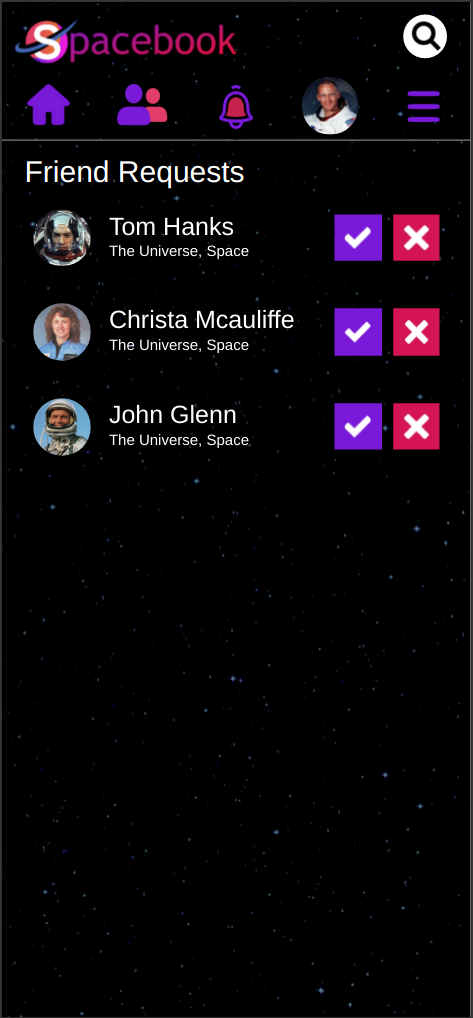 Spacebook
Friend Requests
Tom Hanks
The Universe, Space
Christa Mcauliffe
The Universe, Space
John Glenn
The Universe, Space